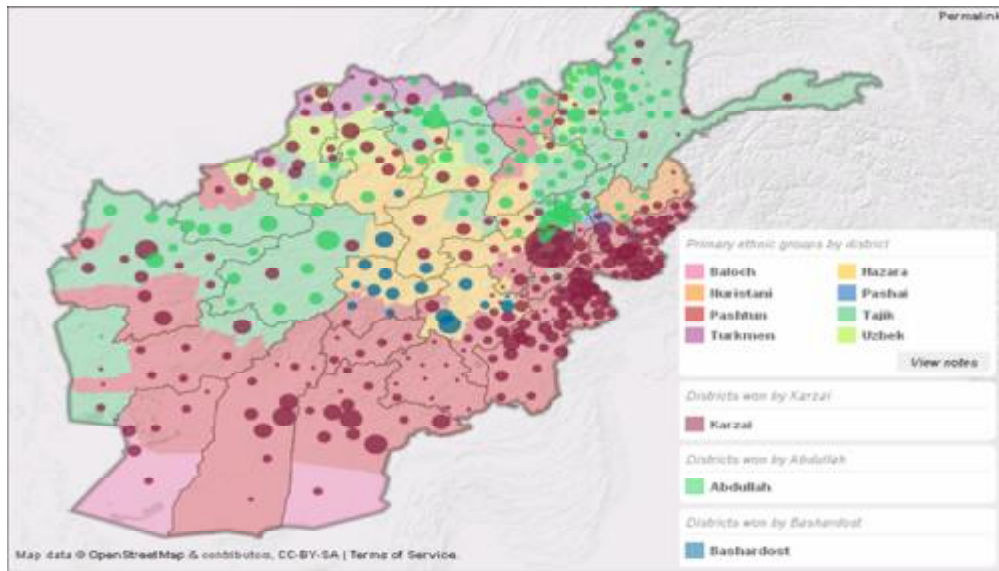 Permalink
Primary ethnic groups by district
Baloch
Hazara
Nuristani
Pashai
Pashtun
Tajik
Turkmen
Uzbek
View notes
Districts won by Karzai
Karzai
Districts won by Abdullah
Abdullah
Districts won by Bashardost
Bashardost
Map data © OpenStreetMap & contributors, CC-BY-SA | Terms of Service.